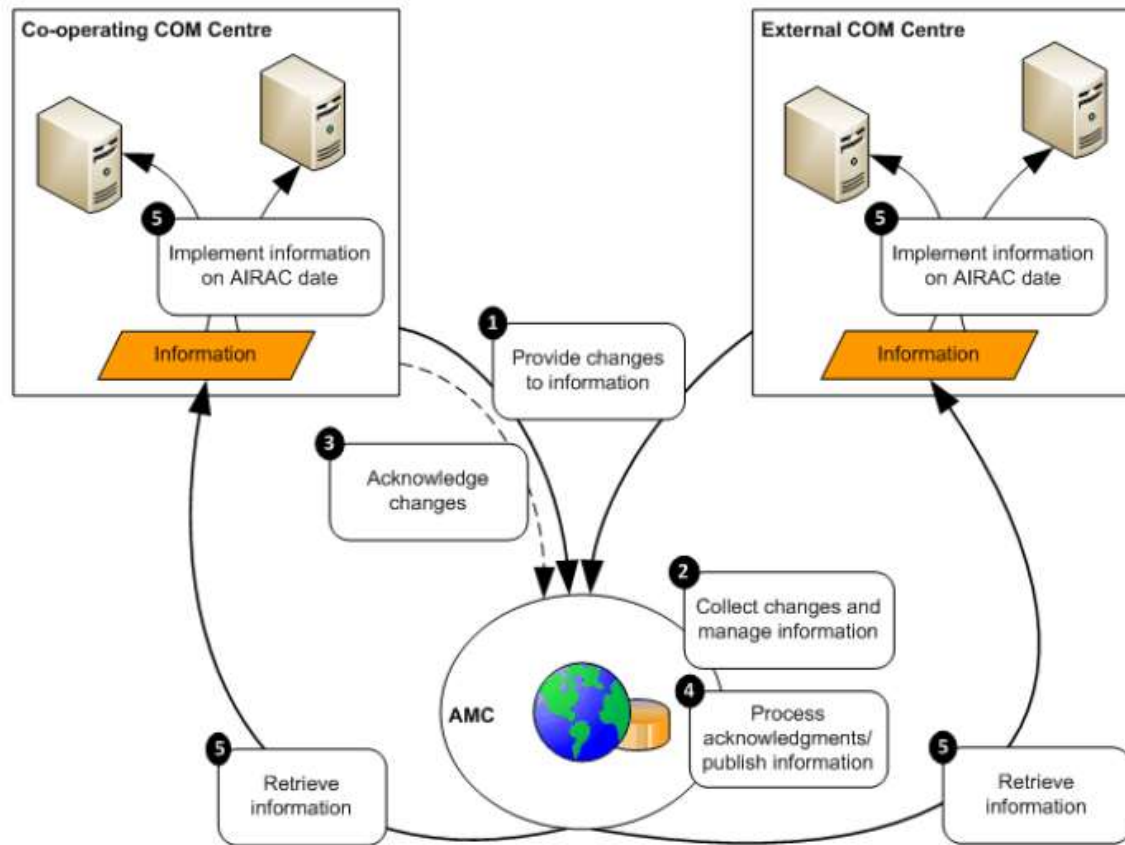 Co-operating COM Centre
External COM Centre
5
Implement information
on AIRAC date
5
Implement information
on AIRAC date
Information
Information
1
Provide changes
to information
3
Acknowledge
changes
2
Collect changes and
manage information
AMC
4
Process
acknowledgments/
publish information
5
Retrieve
information
5
Retrieve
information